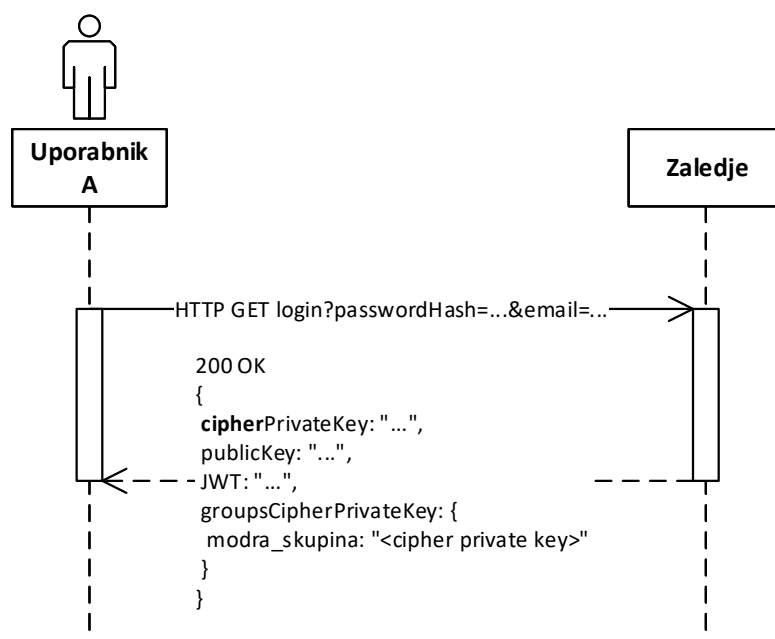 Uporabnik
A
Zaledje
HTTP GET login?passwordHash=...&email=...
200 OK
{
cipherPrivateKey: "...",
publicKey: "...",
JWT: "...",
groupsCipherPrivateKey: {
modra_skupina: "<cipher private key>"
}
}